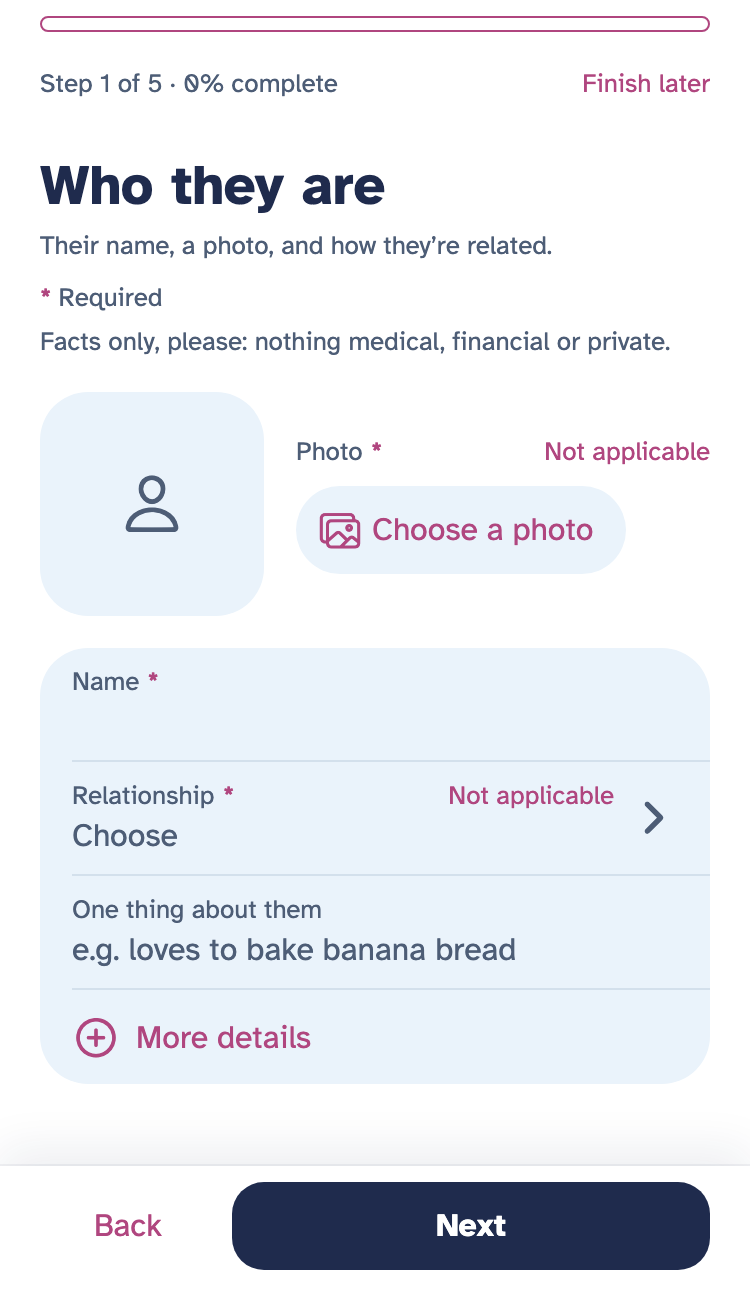 Step 1 of 5 · 0% complete
Finish later
Who they are
Their name, a photo, and how they’re related.
* Required
Facts only, please: nothing medical, financial or private.
Photo *
Not applicable
Choose a photo
Name *
Relationship *
Not applicable
Choose
One thing about them
e.g. loves to bake banana bread
More details
Back
Next